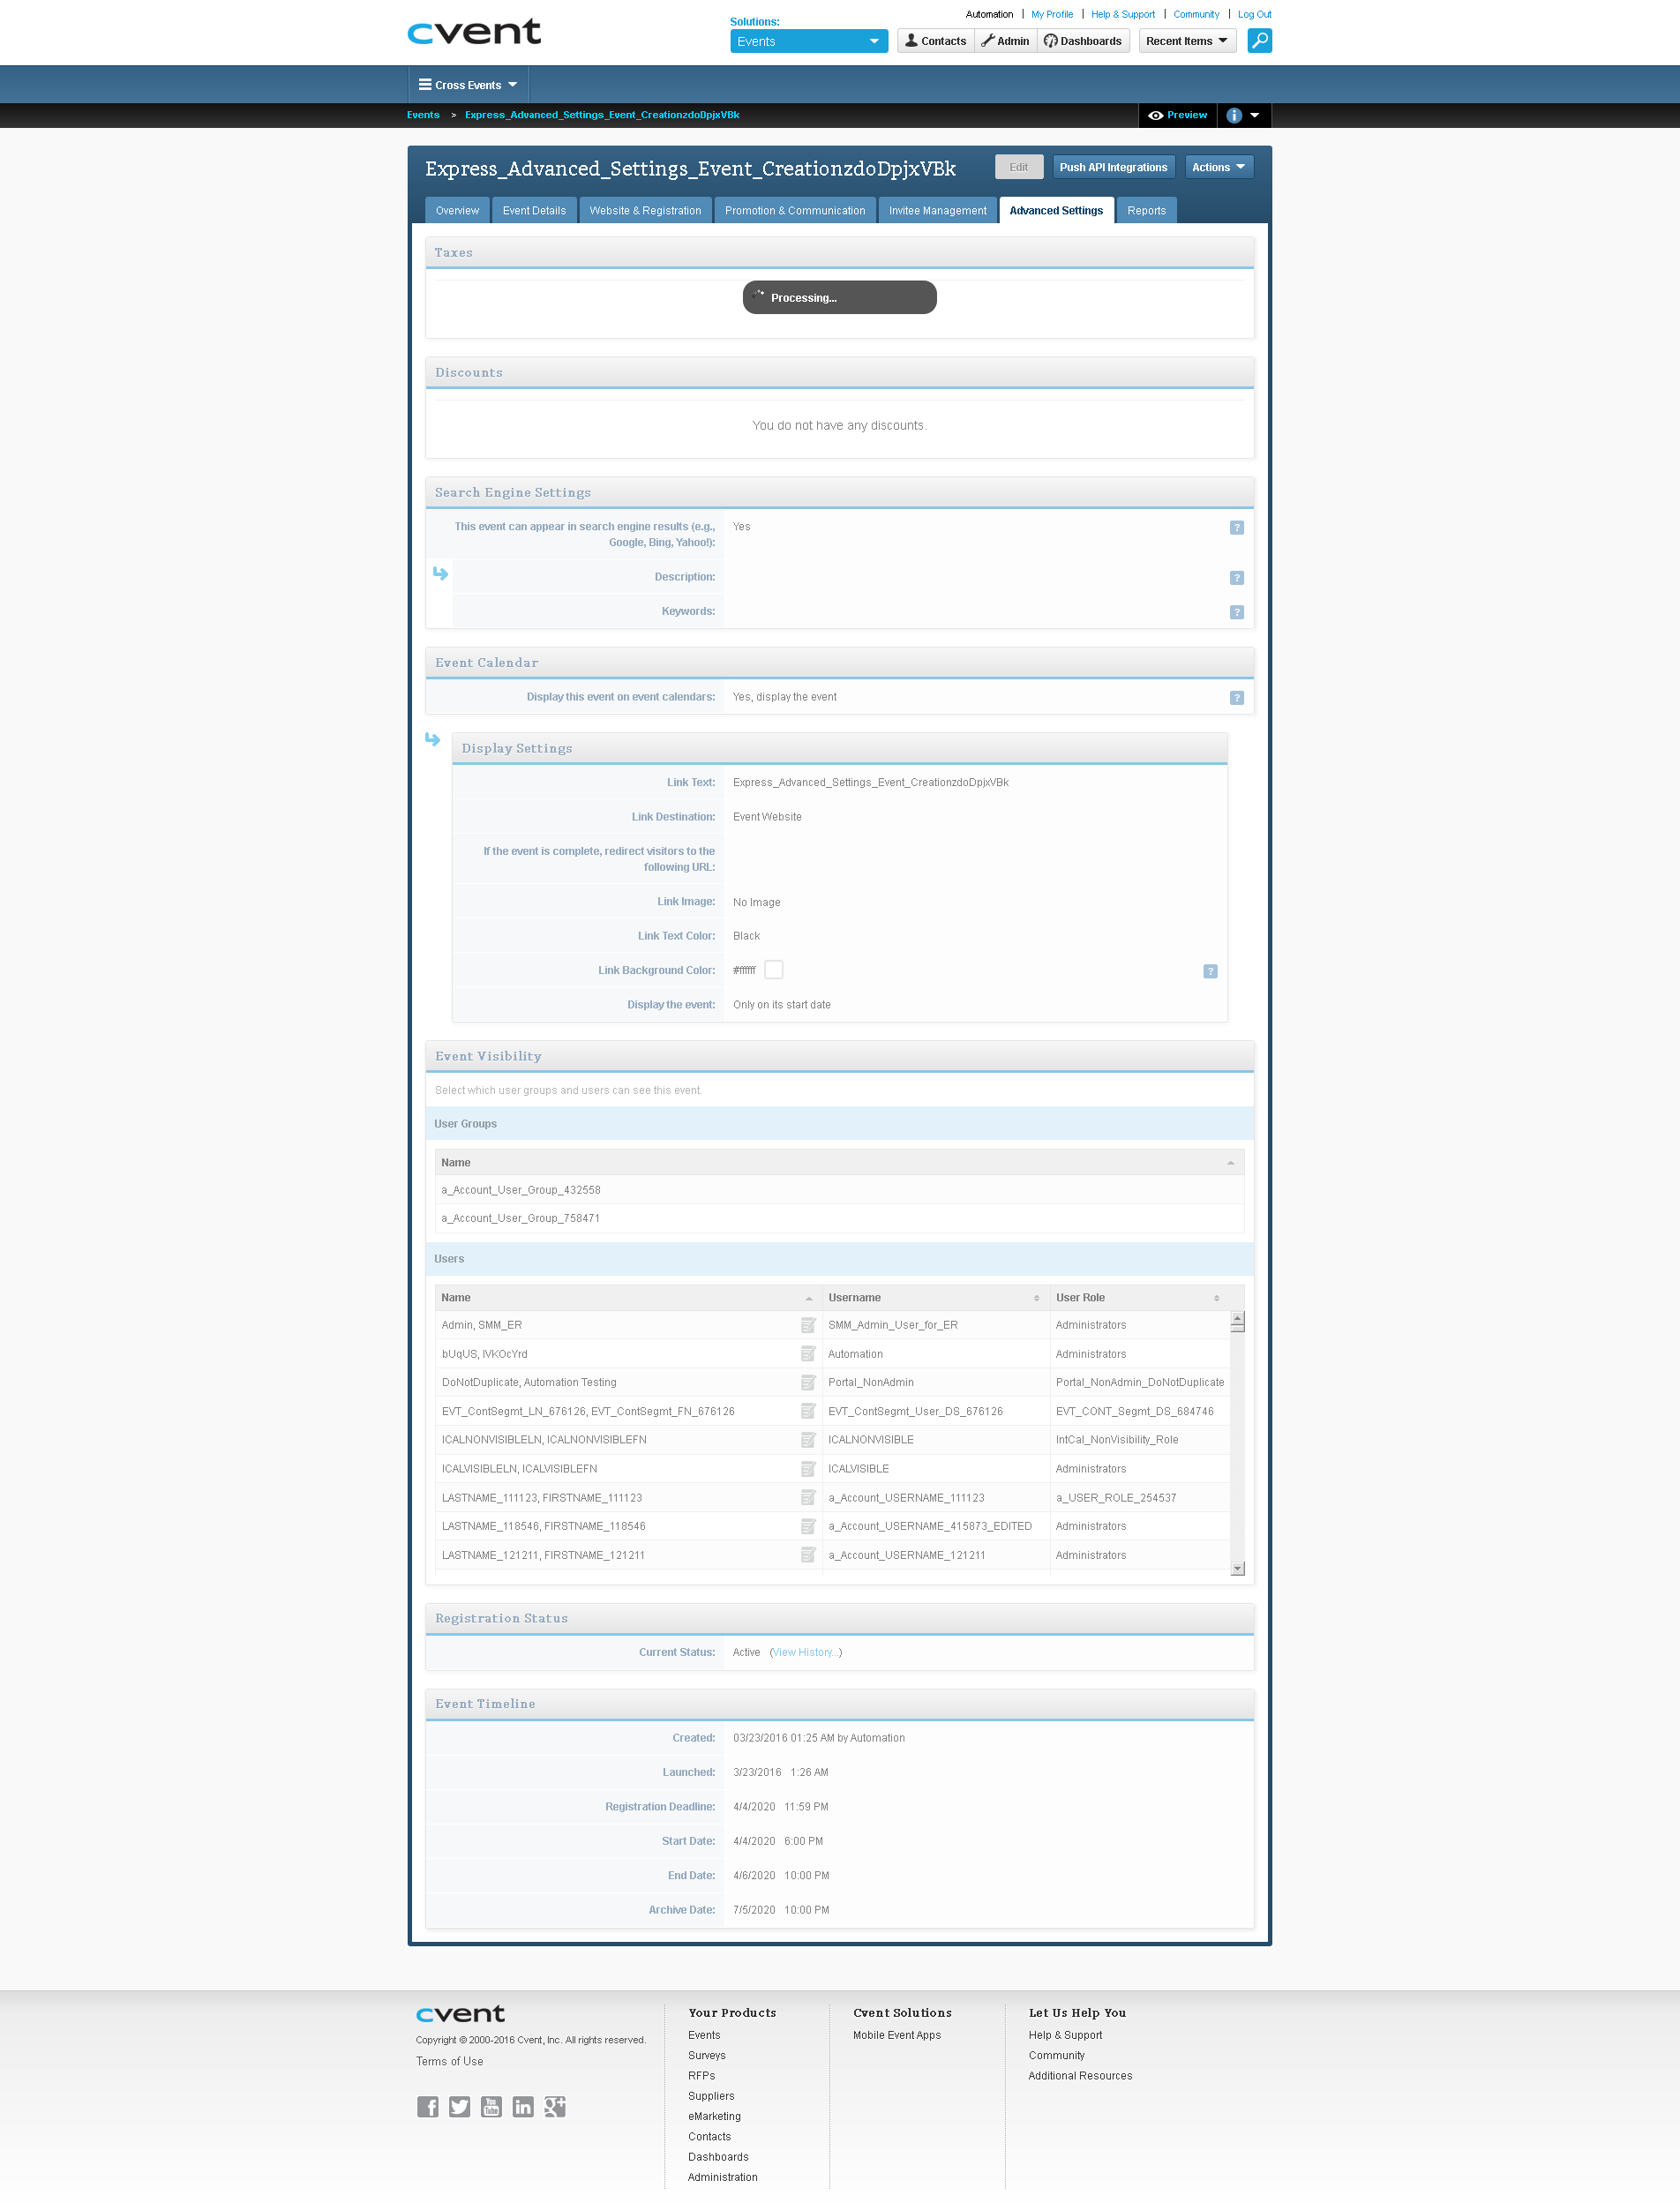 cvent
Automation | My Profile | Help & Support | Community | Log Out
Solutions:
Events
Contacts
Admin
Dashboards
Recent Items
Cross Events
Events > Express_Advanced_Settings_Event_CreationzdoDpjxVBk
Preview
Express_Advanced_Settings_Event_CreationzdoDpjxVBk
Edit
Push API Integrations
Actions
Overview
Event Details
Website & Registration
Promotion & Communication
Invitee Management
Advanced Settings
Reports
Taxes
Processing...
Discounts
You do not have any discounts.
Search Engine Settings
This event can appear in search engine results (e.g., Yes
Google, Bing, Yahoo!):
Description:
Keywords:
Event Calendar
Display this event on event calendars: Yes, display the event
Display Settings
Link Text: Express_Advanced_Settings_Event_CreationzdoDpjxVBk
Link Destination: Event Website
If the event is complete, redirect visitors to the
following URL:
Link Image: No Image
Link Text Color: Black
Link Background Color: #ffffff
Display the event: Only on its start date
Event Visibility
Select which user groups and users can see this event.
User Groups
Name
a_Account_User_Group_432558
a_Account_User_Group_758471
Users
Name Username User Role
Admin, SMM_ER SMM_Admin_User_for_ER Administrators
bUqUS, IVKOcYrd Automation Administrators
DoNotDuplicate, Automation Testing Portal_NonAdmin Portal_NonAdmin_DoNotDuplicate
EVT_ContSegmt_LN_676126, EVT_ContSegmt_FN_676126 EVT_ContSegmt_User_DS_676126 EVT_CONT_Segmt_DS_684746
ICALNONVISIBLELN, ICALNONVISIBLEFN ICALNONVISIBLE IntCal_NonVisibility_Role
ICALVISIBLELN, ICALVISIBLEFN ICALVISIBLE Administrators
LASTNAME_111123, FIRSTNAME_111123 a_Account_USERNAME_111123 a_USER_ROLE_254537
LASTNAME_118546, FIRSTNAME_118546 a_Account_USERNAME_415873_EDITED Administrators
LASTNAME_121211, FIRSTNAME_121211 a_Account_USERNAME_121211 Administrators
Registration Status
Current Status: Active (View History...)
Event Timeline
Created: 03/23/2016 01:25 AM by Automation
Launched: 3/23/2016 1:26 AM
Registration Deadline: 4/4/2020 11:59 PM
Start Date: 4/4/2020 6:00 PM
End Date: 4/6/2020 10:00 PM
Archive Date: 7/5/2020 10:00 PM
cvent
Copyright © 2000-2016 Cvent, Inc. All rights reserved.
Terms of Use
Your Products
Events
Surveys
RFPs
Suppliers
eMarketing
Contacts
Dashboards
Administration
Cvent Solutions
Mobile Event Apps
Let Us Help You
Help & Support
Community
Additional Resources